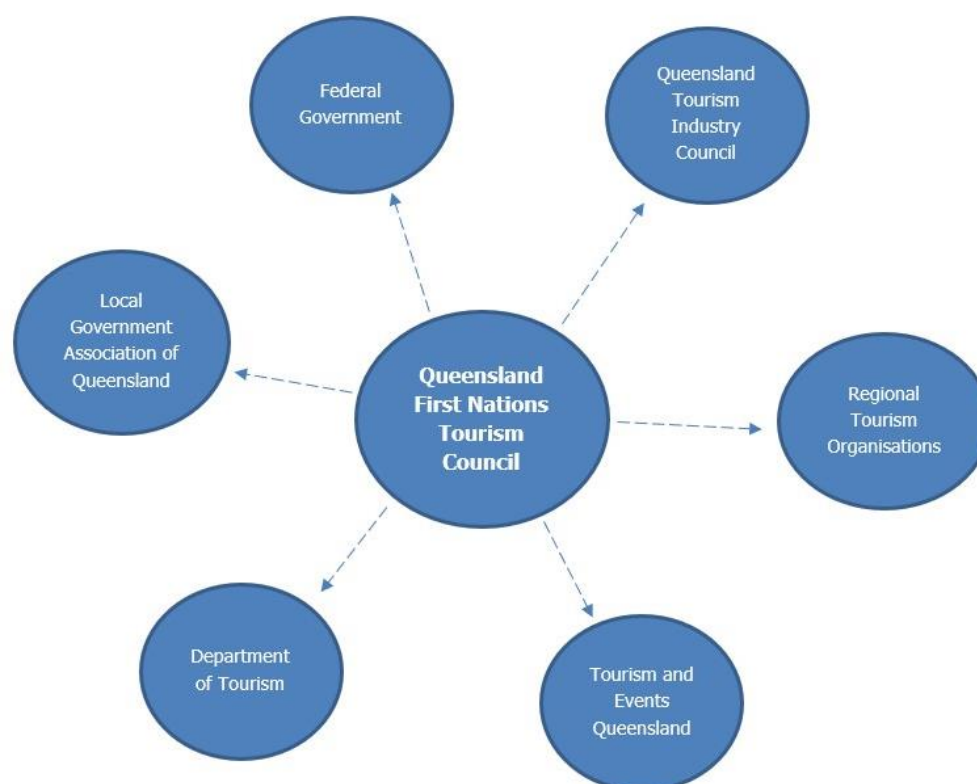 Federal
Government
Queensland
Tourism
Industry
Council
Local
Government
Association of
Queensland
Queensland
First Nations
Tourism
Council
Regional
Tourism
Organisations
Department
of Tourism
Tourism and
Events
Queensland